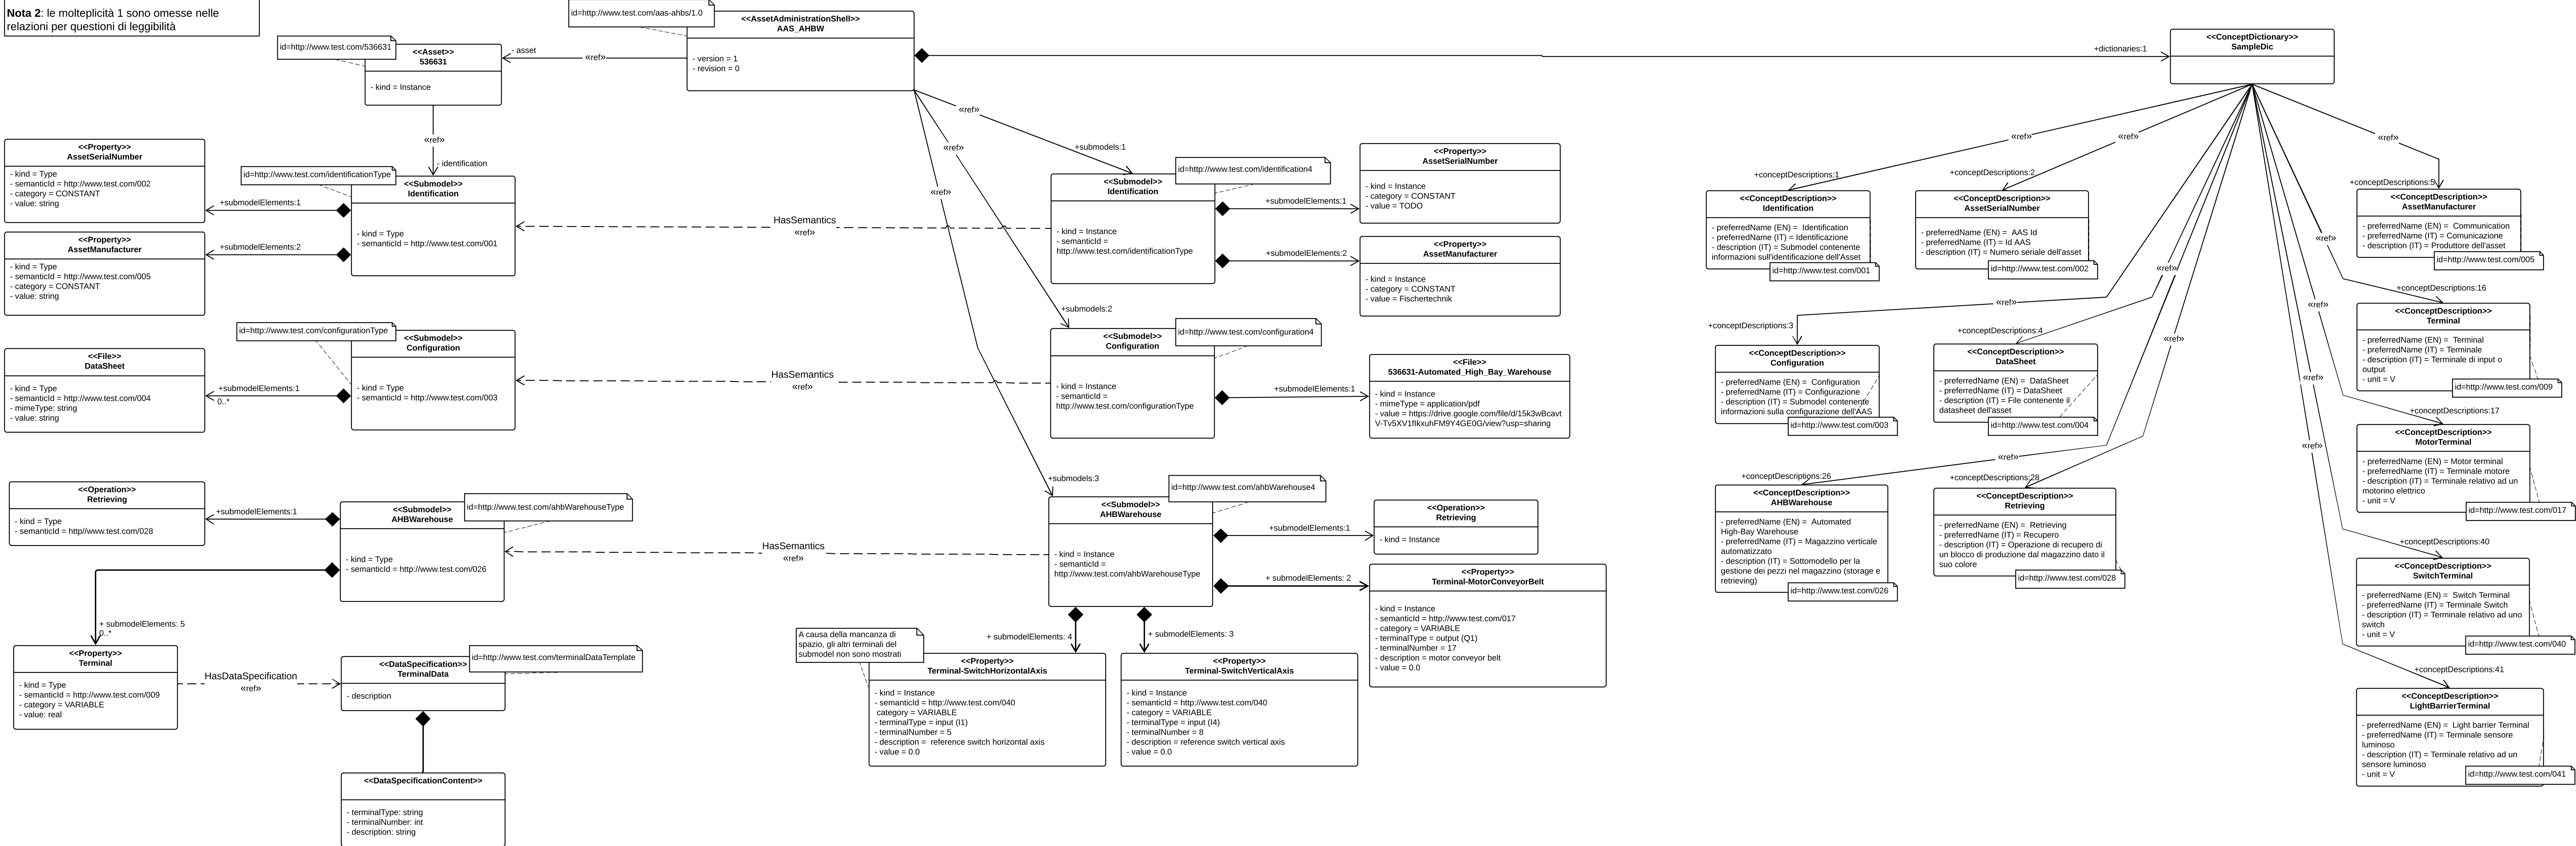 Nota 2: le molteplicità 1 sono omesse nelle
relazioni per questioni di leggibilità
id=http://www.test.com/536631
<<Asset>>
536631
- kind = Instance
- asset
«ref»
id=http://www.test.com/aas-ahbs/1.0
<<AssetAdministrationShell>>
AAS_AHBW
- version = 1
- revision = 0
+dictionaries:1
<<ConceptDictionary>>
SampleDic
«ref»
- identification
<<Property>>
AssetSerialNumber
- kind = Type
- semanticId = http://www.test.com/002
- category = CONSTANT
- value: string
+submodelElements:1
id=http://www.test.com/identificationType
<<Submodel>>
Identification
- kind = Type
- semanticId = http://www.test.com/001
<<Property>>
AssetManufacturer
- kind = Type
- semanticId = http://www.test.com/005
- category = CONSTANT
- value: string
+submodelElements:2
HasSemantics
«ref»
«ref»
+submodels:1
«ref»
«ref»
id=http://www.test.com/identification4
<<Submodel>>
Identification
- kind = Instance
- semanticId =
http://www.test.com/identificationType
+submodelElements:1
<<Property>>
AssetSerialNumber
- kind = Instance
- category = CONSTANT
- value = TODO
+submodelElements:2
<<Property>>
AssetManufacturer
- kind = Instance
- category = CONSTANT
- value = Fischertechnik
<<File>>
DataSheet
- kind = Type
- semanticId = http://www.test.com/004
- mimeType: string
- value: string
+submodelElements:1
0..*
id=http://www.test.com/configurationType
<<Submodel>>
Configuration
- kind = Type
- semanticId = http://www.test.com/003
HasSemantics
«ref»
+submodels:2
id=http://www.test.com/configuration4
<<Submodel>>
Configuration
- kind = Instance
- semanticId =
http://www.test.com/configurationType
+submodelElements:1
<<File>>
536631-Automated_High_Bay_Warehouse
- kind = Instance
- mimeType = application/pdf
- value = https://drive.google.com/file/d/15k3wBcavt
V-Tv5XV1fIkxuhFM9Y4GE0G/view?usp=sharing
<<Operation>>
Retrieving
- kind = Type
- semanticId = http//www.test.com/028
+submodelElements:1
id=http://www.test.com/ahbWarehouseType
<<Submodel>>
AHBWarehouse
- kind = Type
- semanticId = http://www.test.com/026
HasSemantics
«ref»
+submodels:3
id=http://www.test.com/ahbWarehouse4
<<Submodel>>
AHBWarehouse
- kind = Instance
- semanticId =
http://www.test.com/ahbWarehouseType
+submodelElements:1
<<Operation>>
Retrieving
- kind = Instance
+ submodelElements: 2
<<Property>>
Terminal-MotorConveyorBelt
- kind = Instance
- semanticId = http://www.test.com/017
- category = VARIABLE
- terminalType = output (Q1)
- terminalNumber = 17
- description = motor conveyor belt
- value = 0.0
+ submodelElements: 5
0..*
<<Property>>
Terminal
- kind = Type
- semanticId = http://www.test.com/009
- category = VARIABLE
- value: real
HasDataSpecification
«ref»
id=http://www.test.com/terminalDataTemplate
<<DataSpecification>>
TerminalData
- description
<<DataSpecificationContent>>
- terminalType: string
- terminalNumber: int
- description: string
A causa della mancanza di
spazio, gli altri terminali del
submodel non sono mostrati
+ submodelElements: 4
<<Property>>
Terminal-SwitchHorizontalAxis
- kind = Instance
- semanticId = http://www.test.com/040
category = VARIABLE
- terminalType = input (I1)
- terminalNumber = 5
- description =  reference switch horizontal axis
- value = 0.0
+ submodelElements: 3
<<Property>>
Terminal-SwitchVerticalAxis
- kind = Instance
- semanticId = http://www.test.com/040
- category = VARIABLE
- terminalType = input (I4)
- terminalNumber = 8
- description = reference switch vertical axis
- value = 0.0
«ref»
+conceptDescriptions:1
<<ConceptDescription>>
Identification
- preferredName (EN) =  Identification
- preferredName (IT) = Identificazione
- description (IT) = Submodel contenente
informazioni sull'identificazione dell'Asset
id=http://www.test.com/001
«ref»
+conceptDescriptions:2
<<ConceptDescription>>
AssetSerialNumber
- preferredName (EN) =  AAS Id
- preferredName (IT) = Id AAS
- description (IT) = Numero seriale dell'asset
id=http://www.test.com/002
«ref»
+conceptDescriptions:5
<<ConceptDescription>>
AssetManufacturer
- preferredName (EN) =  Communication
- preferredName (IT) = Comunicazione
- description (IT) = Produttore dell'asset
id=http://www.test.com/005
«ref»
+conceptDescriptions:3
<<ConceptDescription>>
Configuration
- preferredName (EN) =  Configuration
- preferredName (IT) = Configurazione
- description (IT) = Submodel contenente
informazioni sulla configurazione dell'AAS
id=http://www.test.com/003
«ref»
+conceptDescriptions:4
<<ConceptDescription>>
DataSheet
- preferredName (EN) =  DataSheet
- preferredName (IT) = DataSheet
- description (IT) = File contenente il
datasheet dell'asset
id=http://www.test.com/004
«ref»
+conceptDescriptions:16
<<ConceptDescription>>
Terminal
- preferredName (EN) =  Terminal
- preferredName (IT) = Terminale
- description (IT) = Terminale di input o
output
- unit = V
id=http://www.test.com/009
«ref»
+conceptDescriptions:17
<<ConceptDescription>>
MotorTerminal
- preferredName (EN) = Motor terminal
- preferredName (IT) = Terminale motore
- description (IT) = Terminale relativo ad un
motorino elettrico
- unit = V
id=http://www.test.com/017
«ref»
+conceptDescriptions:26
<<ConceptDescription>>
AHBWarehouse
- preferredName (EN) =  Automated
High-Bay Warehouse
- preferredName (IT) = Magazzino verticale
automatizzato
- description (IT) = Sottomodello per la
gestione dei pezzi nel magazzino (storage e
retrieving)
id=http://www.test.com/026
«ref»
+conceptDescriptions:28
<<ConceptDescription>>
Retrieving
- preferredName (EN) =  Retrieving
- preferredName (IT) = Recupero
- description (IT) = Operazione di recupero di
un blocco di produzione dal magazzino dato il
suo colore
id=http://www.test.com/028
«ref»
+conceptDescriptions:40
<<ConceptDescription>>
SwitchTerminal
- preferredName (EN) =  Switch Terminal
- preferredName (IT) = Terminale Switch
- description (IT) = Terminale relativo ad uno
switch
- unit = V
id=http://www.test.com/040
«ref»
+conceptDescriptions:41
<<ConceptDescription>>
LightBarrierTerminal
- preferredName (EN) =  Light barrier Terminal
- preferredName (IT) = Terminale sensore
luminoso
- description (IT) = Terminale relativo ad un
sensore luminoso
- unit = V
id=http://www.test.com/041